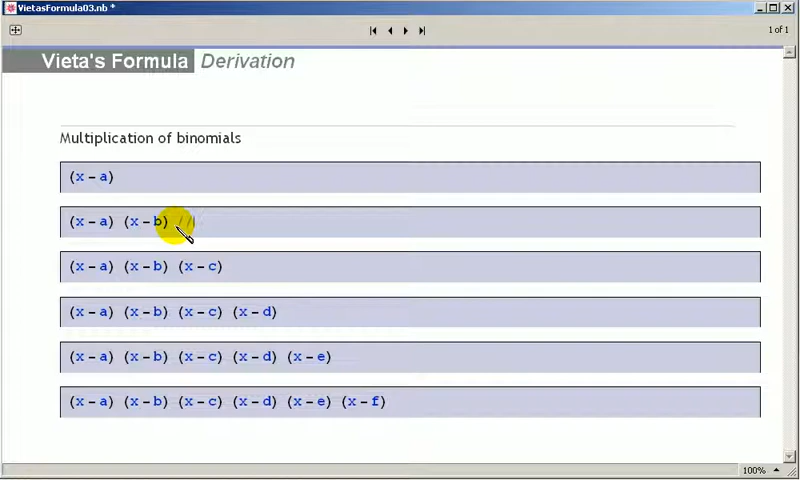 VietasFormula03.nb *
1 of 1
Vieta's Formula Derivation
Multiplication of binomials
(x – a)
(x – a) (x – b) //
(x – a) (x – b) (x – c)
(x – a) (x – b) (x – c) (x – d)
(x – a) (x – b) (x – c) (x – d) (x – e)
(x – a) (x – b) (x – c) (x – d) (x – e) (x – f)
100%